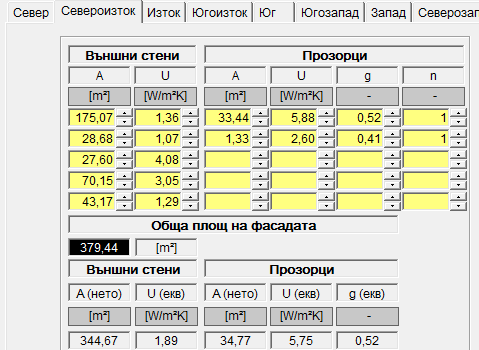 Север Североизток Изток Югоизток Юг Югозапад Запад
Външни стени Прозорци
A U A U g n
[m²] [W/m²K] [m²] [W/m²K] - -
175,07 1,36 33,44 5,88 0,52 1
28,68 1,07 1,33 2,60 0,41 1
27,60 4,08
70,15 3,05
43,17 1,29
Обща площ на фасадата
379,44 [m²]
Външни стени Прозорци
A (нето) U (екв) A (нето) U (екв) g (екв)
[m²] [W/m²K] [m²] [W/m²K] -
344,67 1,89 34,77 5,75 0,52